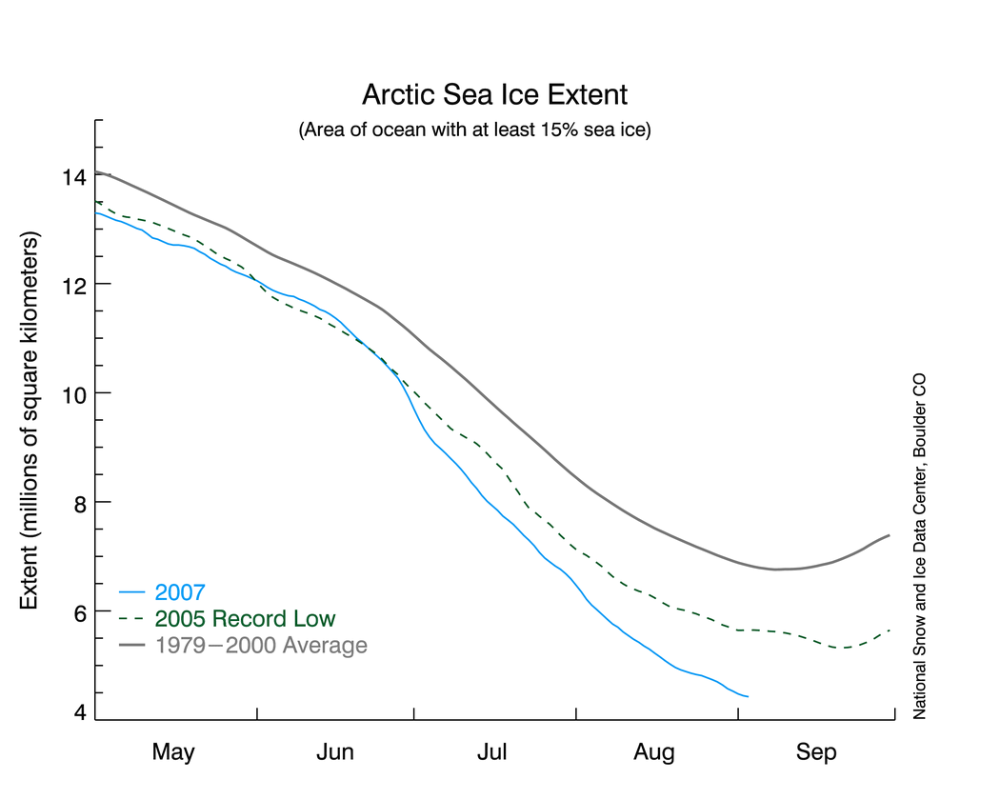 Arctic Sea Ice Extent
(Area of ocean with at least 15% sea ice)
Extent (millions of square kilometers)
14
12
10
8
6
4
2007
2005 Record Low
1979−2000 Average
May Jun Jul Aug Sep
National Snow and Ice Data Center, Boulder CO